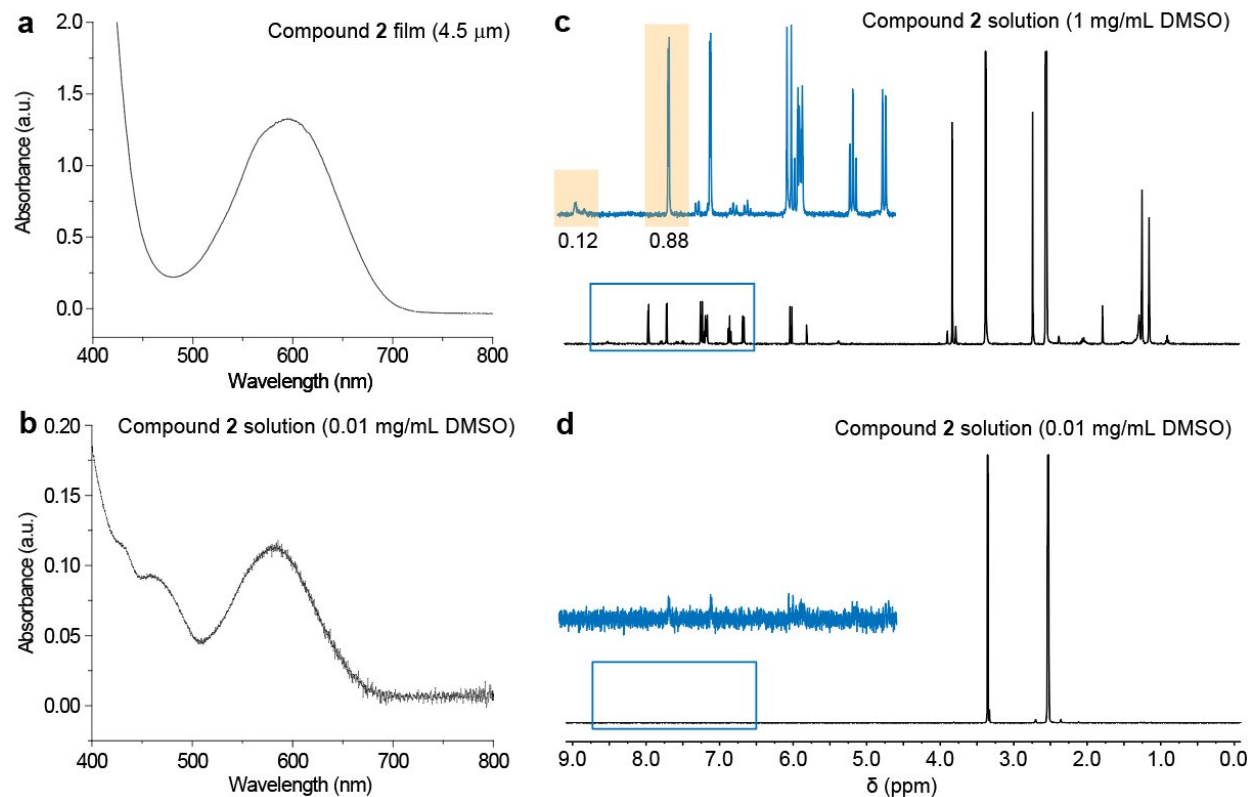 a
Compound 2 film (4.5 μm)
2.0
1.5
1.0
0.5
0.0
Absorbance (a.u.)
400 500 600 700 800
Wavelength (nm)
b
Compound 2 solution (0.01 mg/mL DMSO)
0.20
0.15
0.10
0.05
0.00
Absorbance (a.u.)
400 500 600 700 800
Wavelength (nm)
c
Compound 2 solution (1 mg/mL DMSO)
0.12 0.88
d
Compound 2 solution (0.01 mg/mL DMSO)
9.0 8.0 7.0 6.0 5.0 4.0 3.0 2.0 1.0 0.0
δ (ppm)